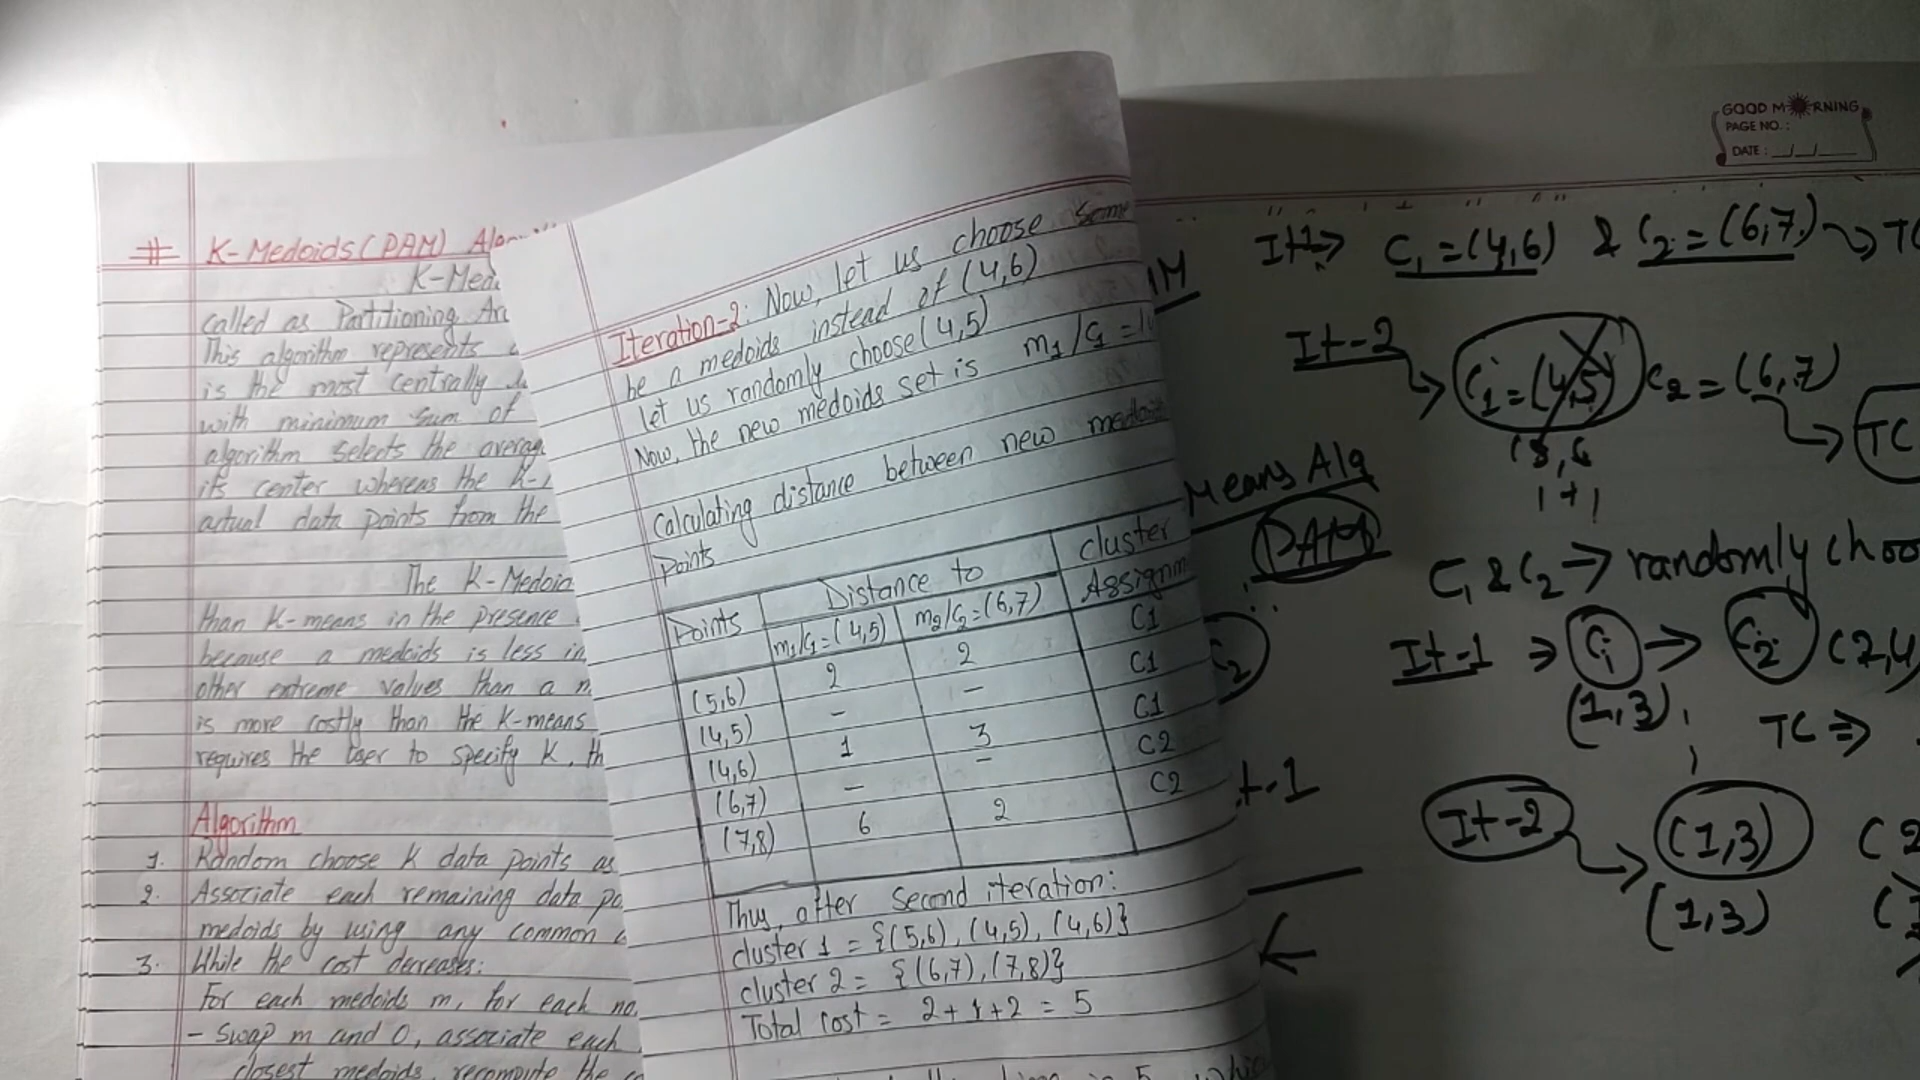 # K-Medoids (PAM)
K-Med
called as Partitioning
This algorithm represents
is the most centrally
with minimum sum of
algorithm selects the averag
its center whereas the K-
actual data points from the
The K-Medoi
than K-means in the presence
because a medoids is less in
other extreme values than a
is more costly than the K-means
requires the user to specify K, th
Algorithm
1. Random choose K data points as
2. Associate each remaining data po
medoids by using any common
3. While the cost decreases:
For each medoids m, for each no
- Swap m and O, associate each
closest medoids, recompute the co
Iteration-2: Now, let us choose some
be a medoids instead of (4,6)
let us randomly choose (4,5)
Now, the new medoids set is m1/C1 =
Calculating distance between new medoi
points
Points Distance to cluster Assignm
m1/C1=(4,5) m2/C2=(6,7)
(5,6) 2 2 C1
(4,5) - - C1
(4,6) 1 3 C1
(6,7) - - C2
(7,8) 6 2 C2
Thus, after second iteration:
cluster 1 = {(5,6), (4,5), (4,6)}
cluster 2 = {(6,7), (7,8)}
Total cost = 2+1+2 = 5
GOOD MORNING
PAGE NO.:
DATE:
It-1> C1=(4,6) & C2=(6,7) → TC
It-2
C1=(4,5) C2=(6,7)
TC
1+1
Means Alg
PAM
C1 & C2 → randomly choo
It-1 ⇒ C1 → C2 (2,4)
(1,3)
TC ⇒
t-1
It-2 → (1,3)
(1,3)